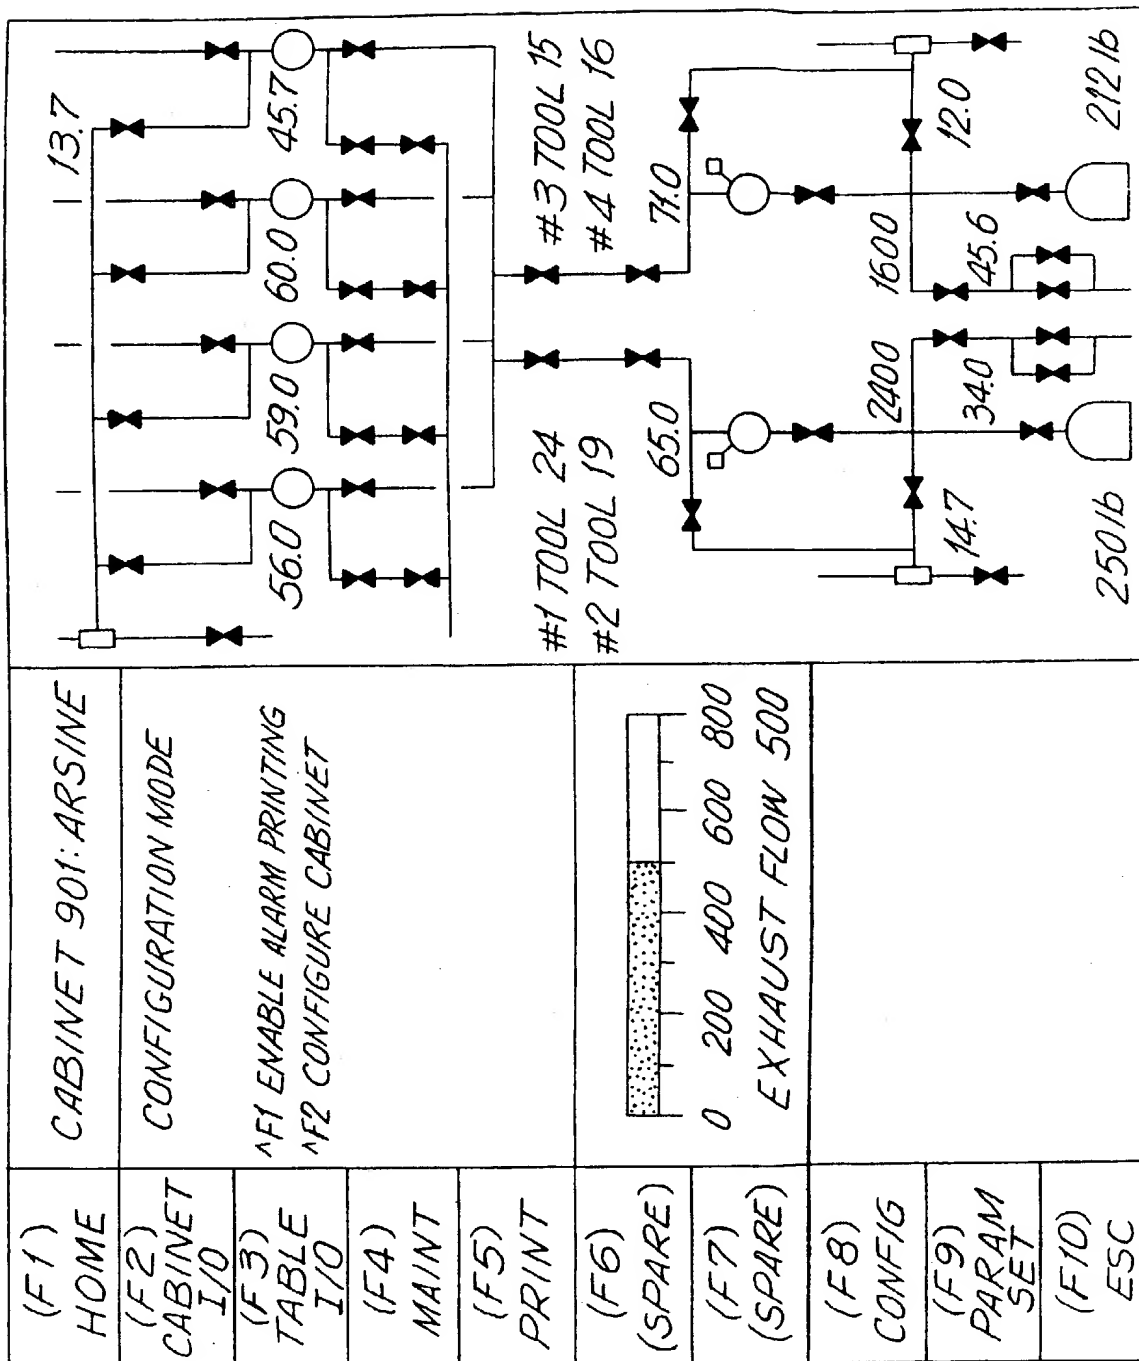 (F1)
HOME
(F2)
CABINET
I/O
(F3)
TABLE
I/O
(F4)
MAINT
(F5)
PRINT
(F6)
(SPARE)
(F7)
(SPARE)
(F8)
CONFIG
(F9)
PARAM
SET
(F10)
ESC
CABINET 901: ARSINE
CONFIGURATION MODE
^F1 ENABLE ALARM PRINTING
^F2 CONFIGURE CABINET
0 200 400 600 800
EXHAUST FLOW 500
13.7
56.0 59.0 60.0 45.7
#1 TOOL 24 #3 TOOL 15
#2 TOOL 19 #4 TOOL 16
65.0 71.0
2400 1600
14.7 34.0 45.6 12.0
250 lb 212 lb